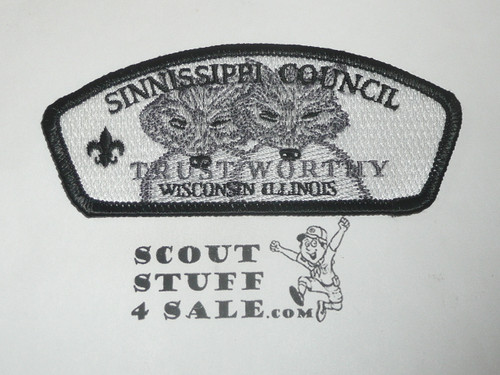 SINNISSIPPI COUNCIL
TRUSTWORTHY
WISCONSIN ILLINOIS
SCOUT
STUFF
4 SALE.COM